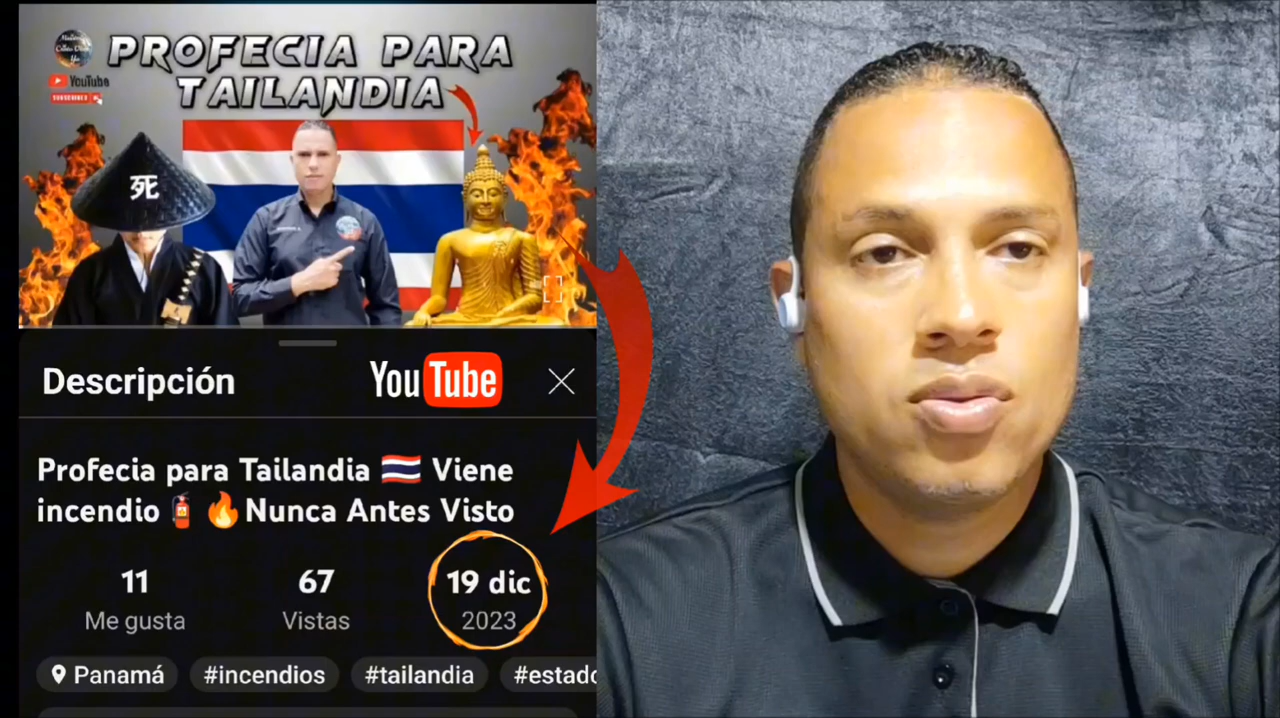 PROFECIA PARA
TAILANDIA
YouTube
死
Descripción
YouTube
Profecia para Tailandia 🇹🇭 Viene
incendio🧯🔥Nunca Antes Visto
11
67
19 dic
Me gusta
Vistas
2023
Panamá
#incendios
#tailandia
#estado